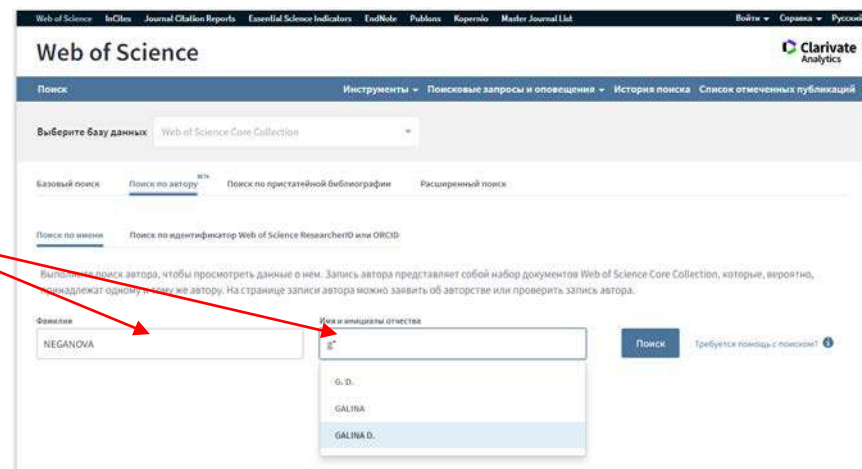 Web of Science InCites Journal Citation Reports Essential Science Indicators EndNote Publons Kopernio Master Journal List Войти Справка Русский
Web of Science
Clarivate
Analytics
Поиск Инструменты Поисковые запросы и оповещения История поиска Список отмеченных публикаций
Выберите базу данных Web of Science Core Collection
Базовый поиск Поиск по автору BETA Поиск по пристатейной библиографии Расширенный поиск
Поиск по имени Поиск по идентификатор Web of Science ResearcherID или ORCID
Выполните поиск автора, чтобы просмотреть данные о нем. Запись автора представляет собой набор документов Web of Science Core Collection, которые, вероятно,
принадлежат одному и тому же автору. На странице записи автора можно заявить об авторстве или проверить запись автора.
Фамилия Имя и инициалы отчества
NEGANOVA g* Поиск Требуется помощь с поиском?
G. D.
GALINA
GALINA D.